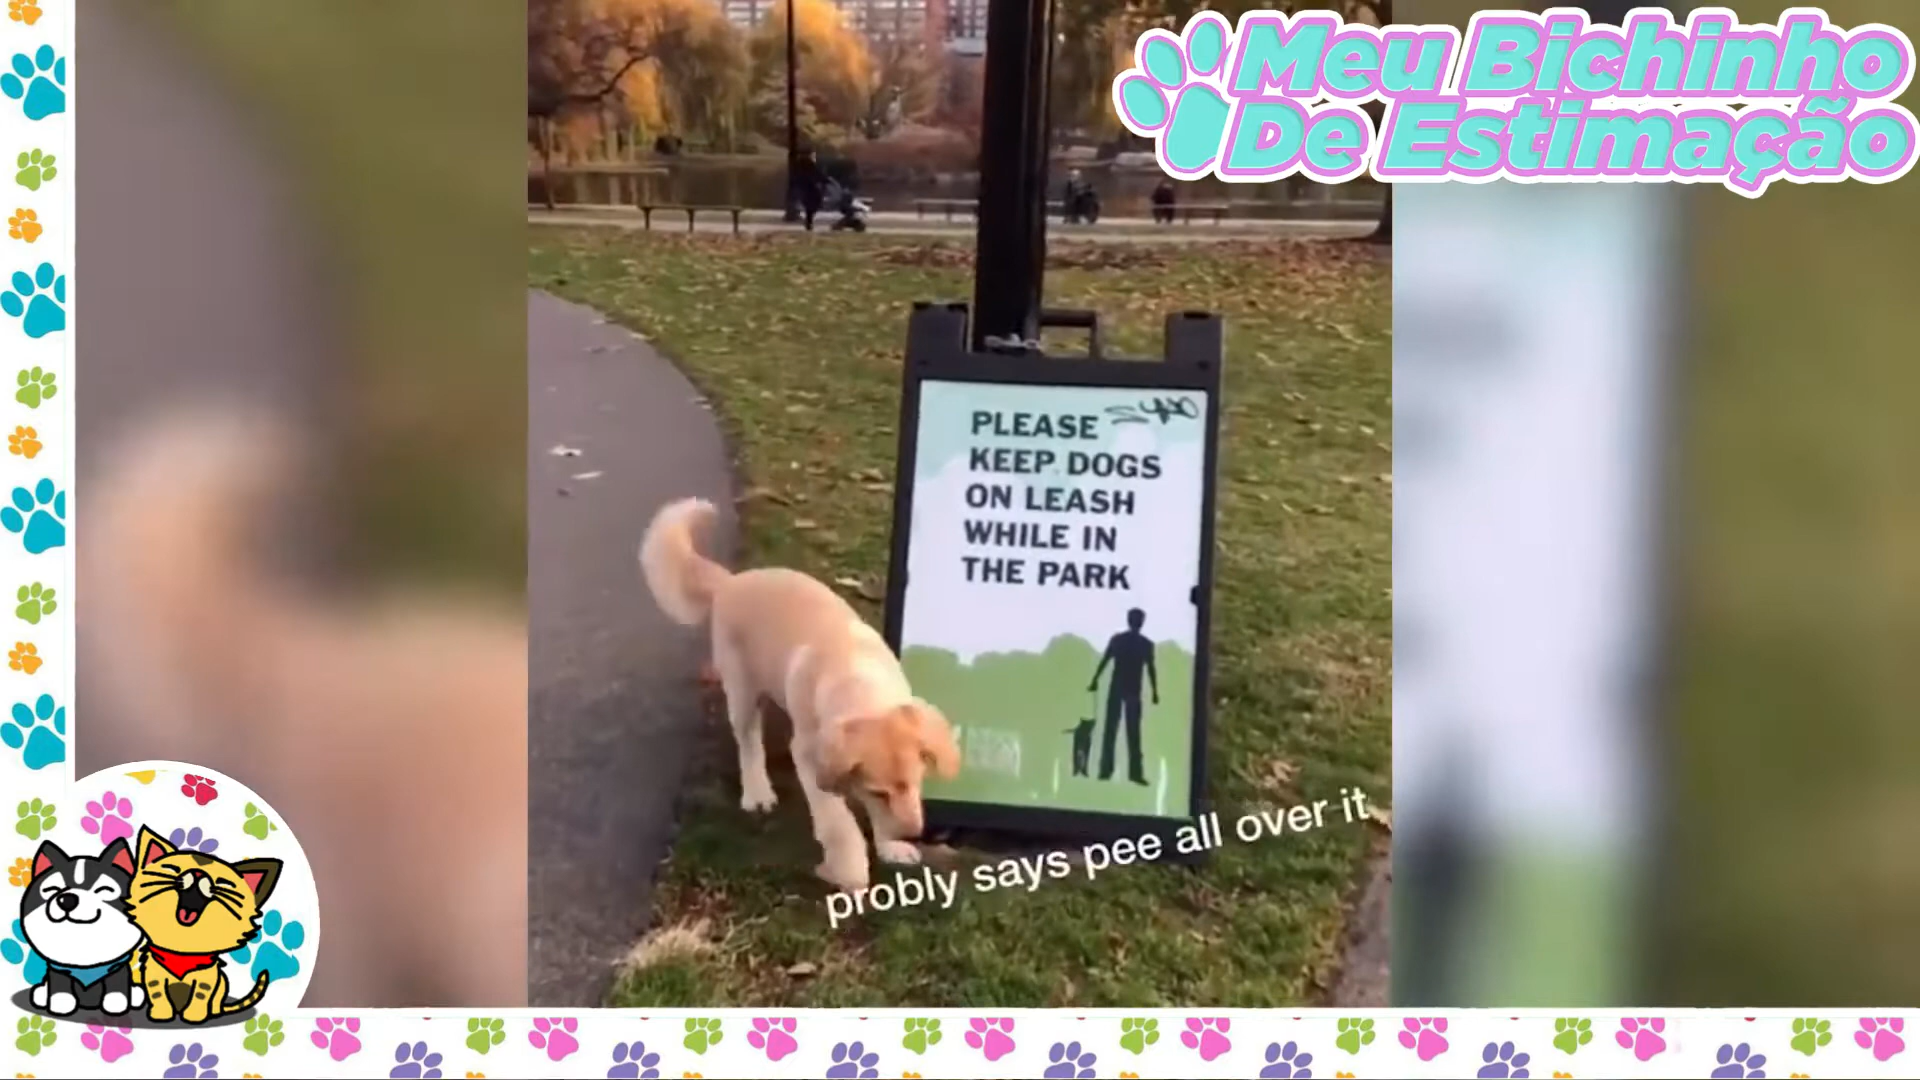 Meu Bichinho
De Estimação
PLEASE
KEEP DOGS
ON LEASH
WHILE IN
THE PARK
probly says pee all over it